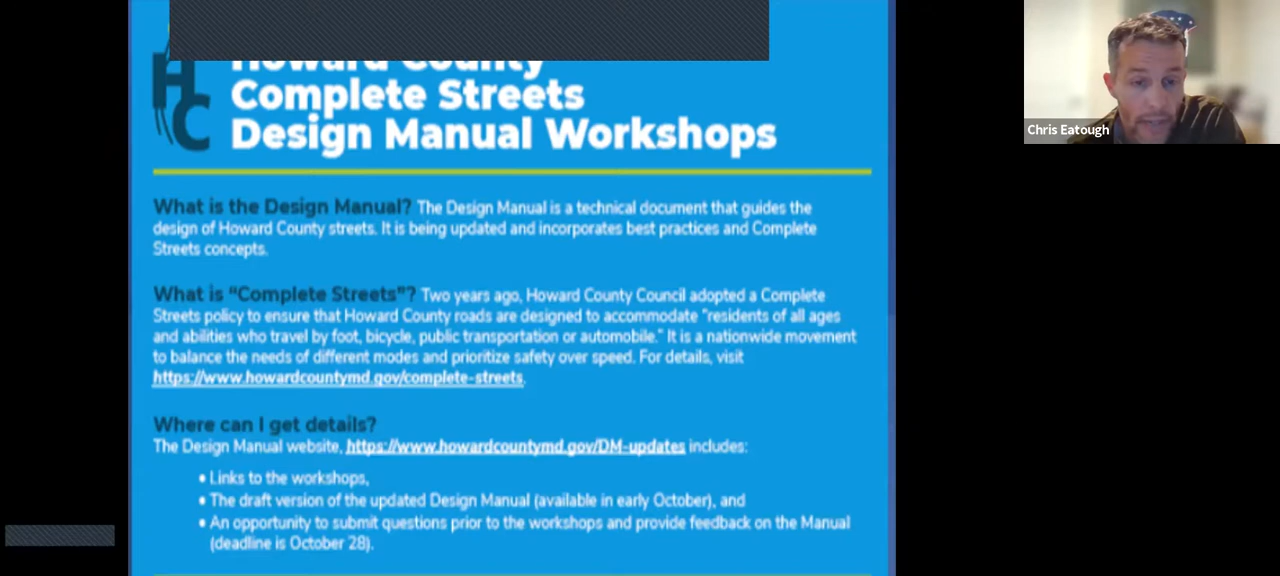 HC
Howard County
Complete Streets
Design Manual Workshops
What is the Design Manual? The Design Manual is a technical document that guides the
design of Howard County streets. It is being updated and incorporates best practices and Complete
Streets concepts.
What is “Complete Streets”? Two years ago, Howard County Council adopted a Complete
Streets policy to ensure that Howard County roads are designed to accommodate “residents of all ages
and abilities who travel by foot, bicycle, public transportation or automobile.” It is a nationwide movement
to balance the needs of different modes and prioritize safety over speed. For details, visit
https://www.howardcountymd.gov/complete-streets.
Where can I get details?
The Design Manual website, https://www.howardcountymd.gov/DM-updates includes:
• Links to the workshops,
• The draft version of the updated Design Manual (available in early October), and
• An opportunity to submit questions prior to the workshops and provide feedback on the Manual
(deadline is October 28).
Chris Eatough